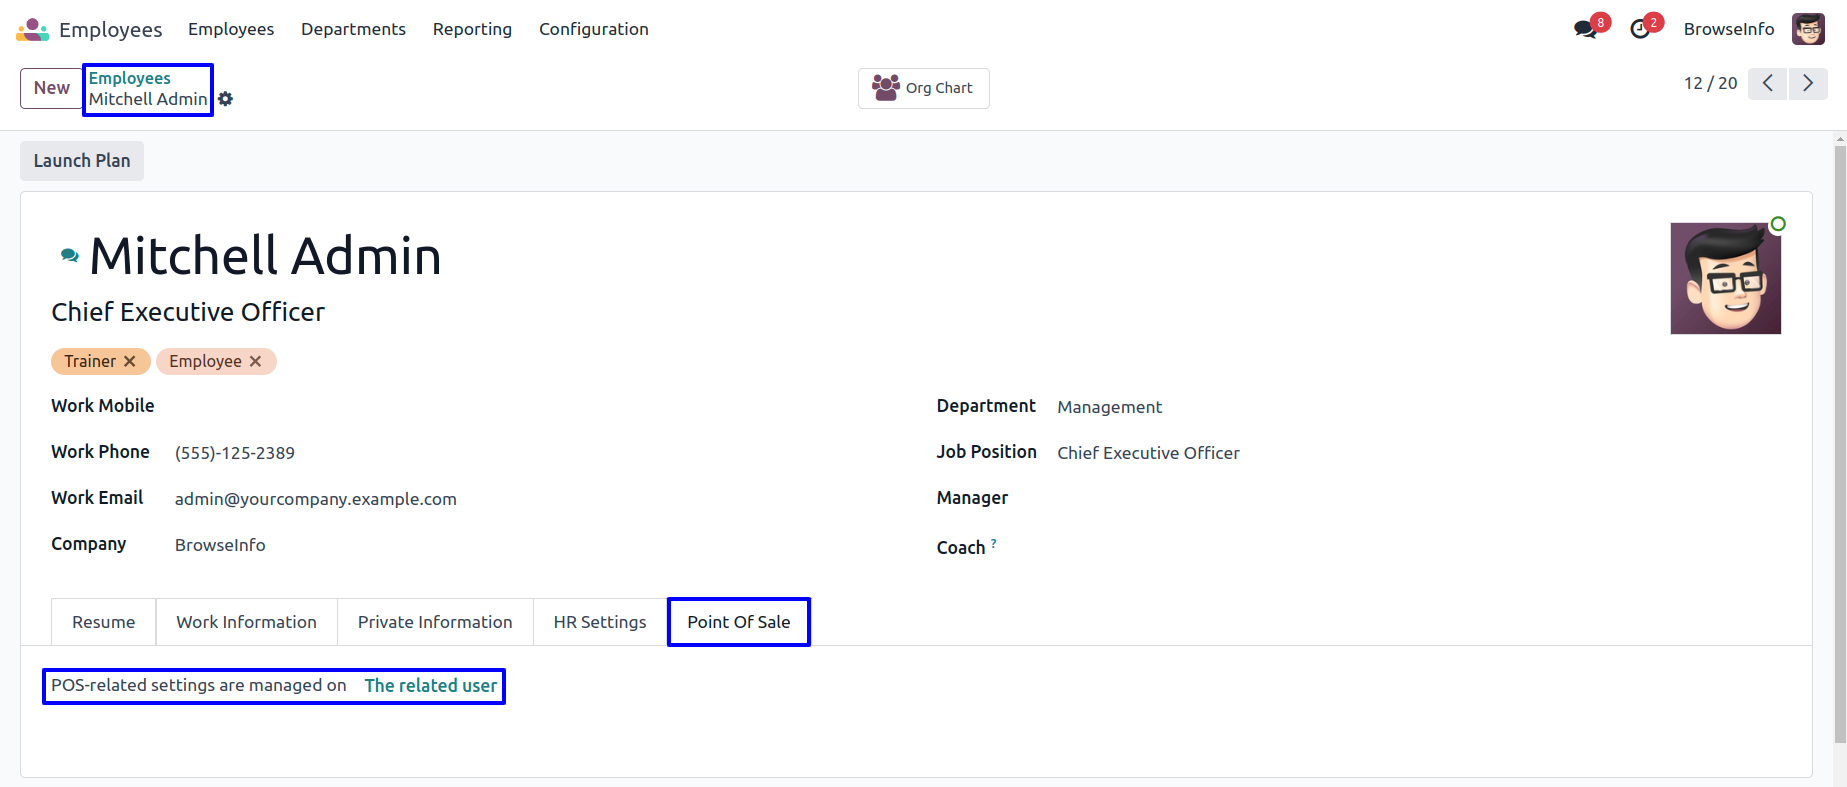 Employees Employees Departments Reporting Configuration 8 2 BrowseInfo
New Employees Org Chart 12 / 20
Mitchell Admin
Launch Plan
Mitchell Admin
Chief Executive Officer
Trainer Employee
Work Mobile Department Management
Work Phone (555)-125-2389 Job Position Chief Executive Officer
Work Email admin@yourcompany.example.com Manager
Company BrowseInfo Coach ?
Resume Work Information Private Information HR Settings Point Of Sale
POS-related settings are managed on The related user